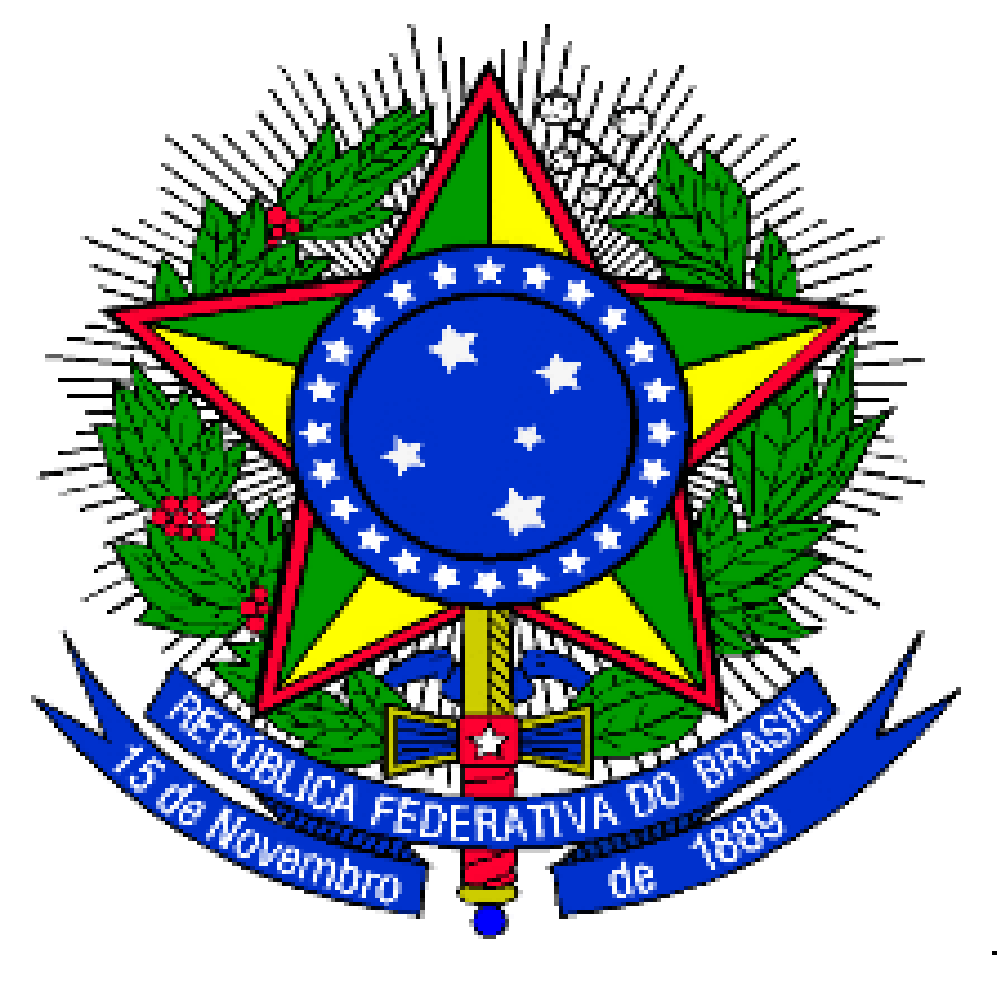 REPÚBLICA FEDERATIVA DO BRASIL
15 de Novembro de 1889